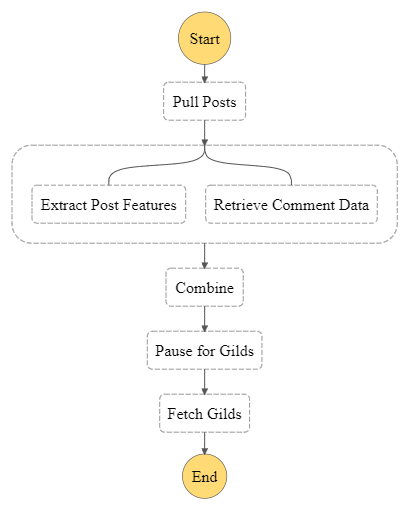 Start
Pull Posts
Extract Post Features
Retrieve Comment Data
Combine
Pause for Gilds
Fetch Gilds
End